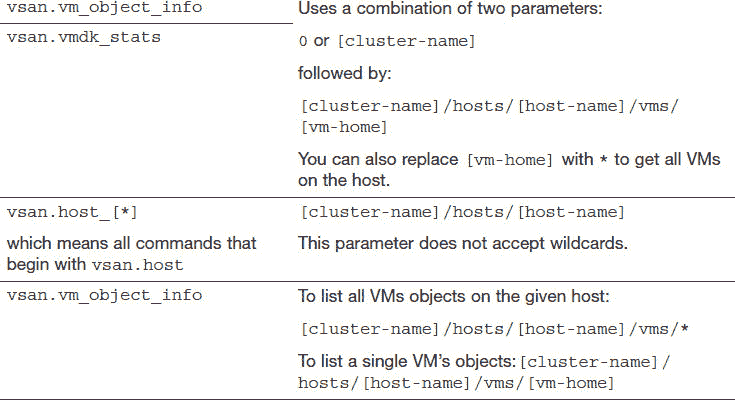 vsan.vm_object_info
Uses a combination of two parameters:
vsan.vmdk_stats
0 or [cluster-name]
followed by:
[cluster-name]/hosts/[host-name]/vms/
[vm-home]
You can also replace [vm-home] with * to get all VMs
on the host.
vsan.host_[*]
which means all commands that
begin with vsan.host
[cluster-name]/hosts/[host-name]
This parameter does not accept wildcards.
vsan.vm_object_info
To list all VMs objects on the given host:
[cluster-name]/hosts/[host-name]/vms/*
To list a single VM’s objects:[cluster-name]/
hosts/[host-name]/vms/[vm-home]